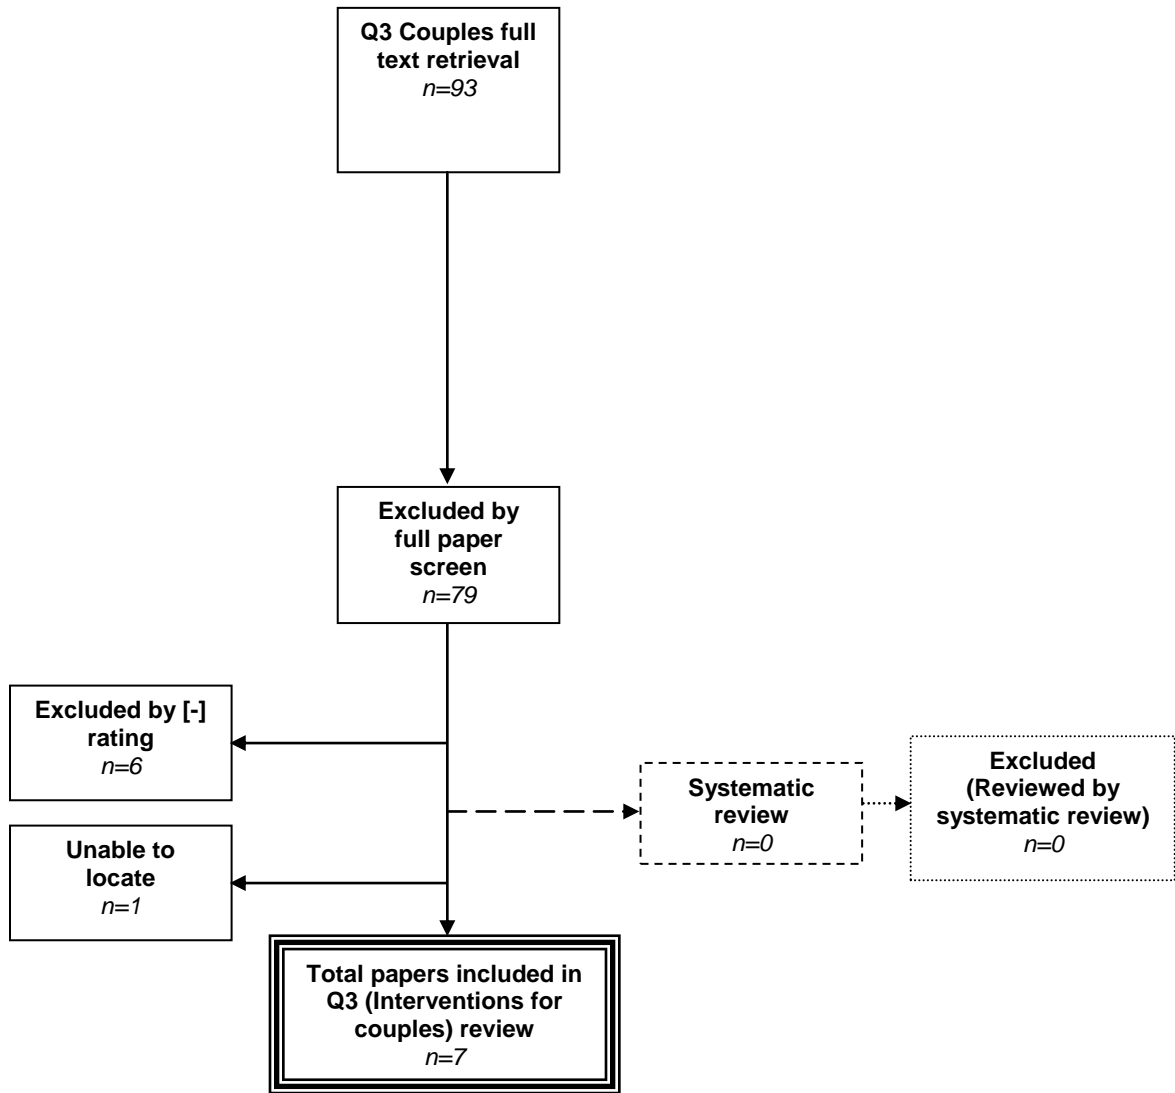 Q3 Couples full
text retrieval
n=93
Excluded by
full paper
screen
n=79
Excluded by [-]
rating
n=6
Systematic
review
n=0
Excluded
(Reviewed by
systematic review)
n=0
Unable to
locate
n=1
Total papers included in
Q3 (Interventions for
couples) review
n=7